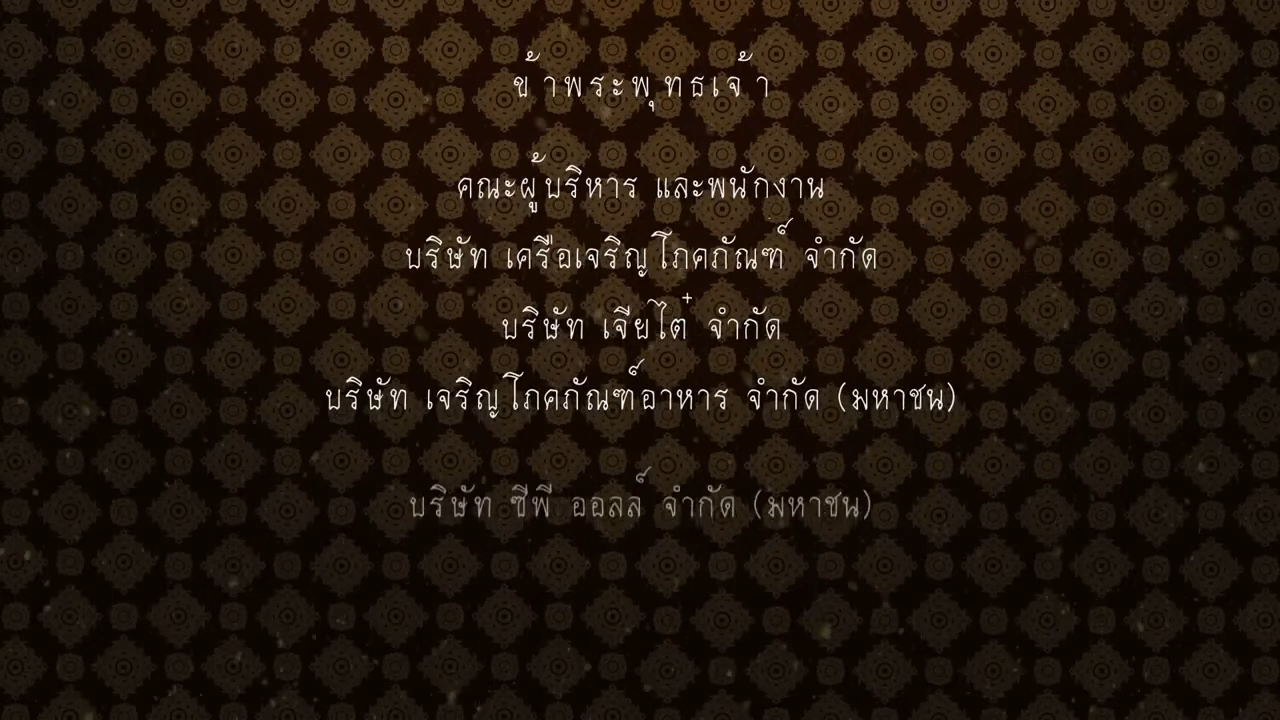 ข้าพระพุทธเจ้า
คณะผู้บริหาร และพนักงาน
บริษัท เครือเจริญโภคภัณฑ์ จำกัด
บริษัท เจียไต๋ จำกัด
บริษัท เจริญโภคภัณฑ์อาหาร จำกัด (มหาชน)
บริษัท ซีพี ออลล์ จำกัด (มหาชน)